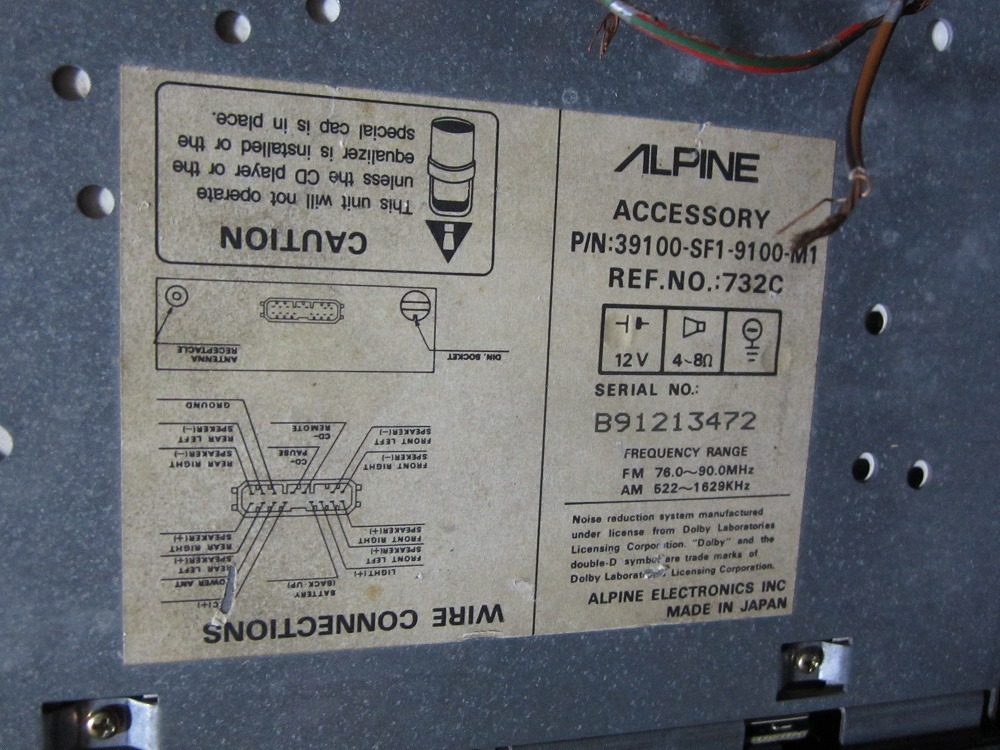 ALPINE
ACCESSORY
P/N:39100-SF1-9100-M1
REF.NO.:732C
12V
4~8Ω
SERIAL NO.:
B91213472
FREQUENCY RANGE
FM 76.0~90.0MHz
AM 522~1629KHz
Noise reduction system manufactured
under license from Dolby Laboratories
Licensing Corporation. "Dolby" and the
double-D symbol are trade marks of
Dolby Laboratories Licensing Corporation.
ALPINE ELECTRONICS INC
MADE IN JAPAN
WIRE CONNECTIONS
BATTERY
(BACK-UP)
LIGHT(+)
FRONT LEFT
SPEAKER(+)
FRONT RIGHT
SPEAKER(+)
POWER ANT
REAR LEFT
SPEAKER(+)
REAR RIGHT
SPEAKER(+)
FRONT RIGHT
SPEKER(-)
FRONT LEFT
SPEKER(-)
CD-
PAUSE
CD-
REMOTE
REAR RIGHT
SPEKER(-)
REAR LEFT
SPEKER(-)
GROUND
DIN, SOCKET
ANTENNA
RECEPTACLE
CAUTION
This unit will not operate
unless the CD player or the
equalizer is installed or the
special cap is in place.